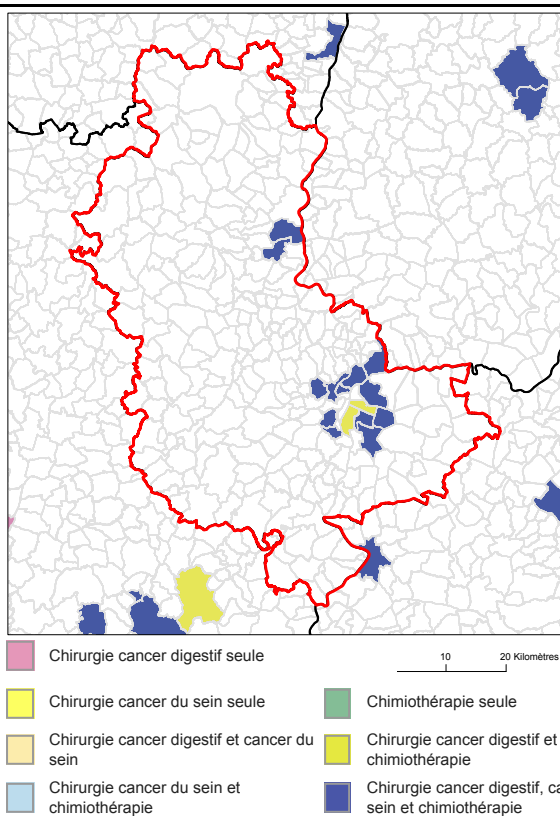 10 20 Kilomètres
Chirurgie cancer digestif seule
Chirurgie cancer du sein seule
Chirurgie cancer digestif et cancer du
sein
Chirurgie cancer du sein et
chimiothérapie
Chimiothérapie seule
Chirurgie cancer digestif et
chimiothérapie
Chirurgie cancer digestif,
sein et chimiothérapie